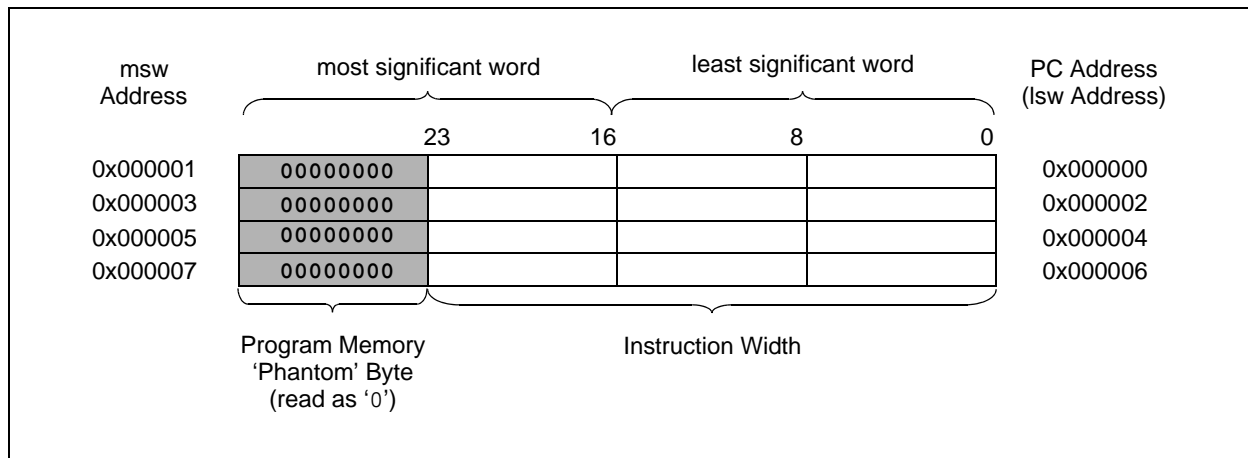 msw
Address
most significant word
least significant word
PC Address
(lsw Address)
23
16
8
0
0x000001
00000000
0x000000
0x000003
00000000
0x000002
0x000005
00000000
0x000004
0x000007
00000000
0x000006
Program Memory
‘Phantom’ Byte
(read as ‘0’)
Instruction Width